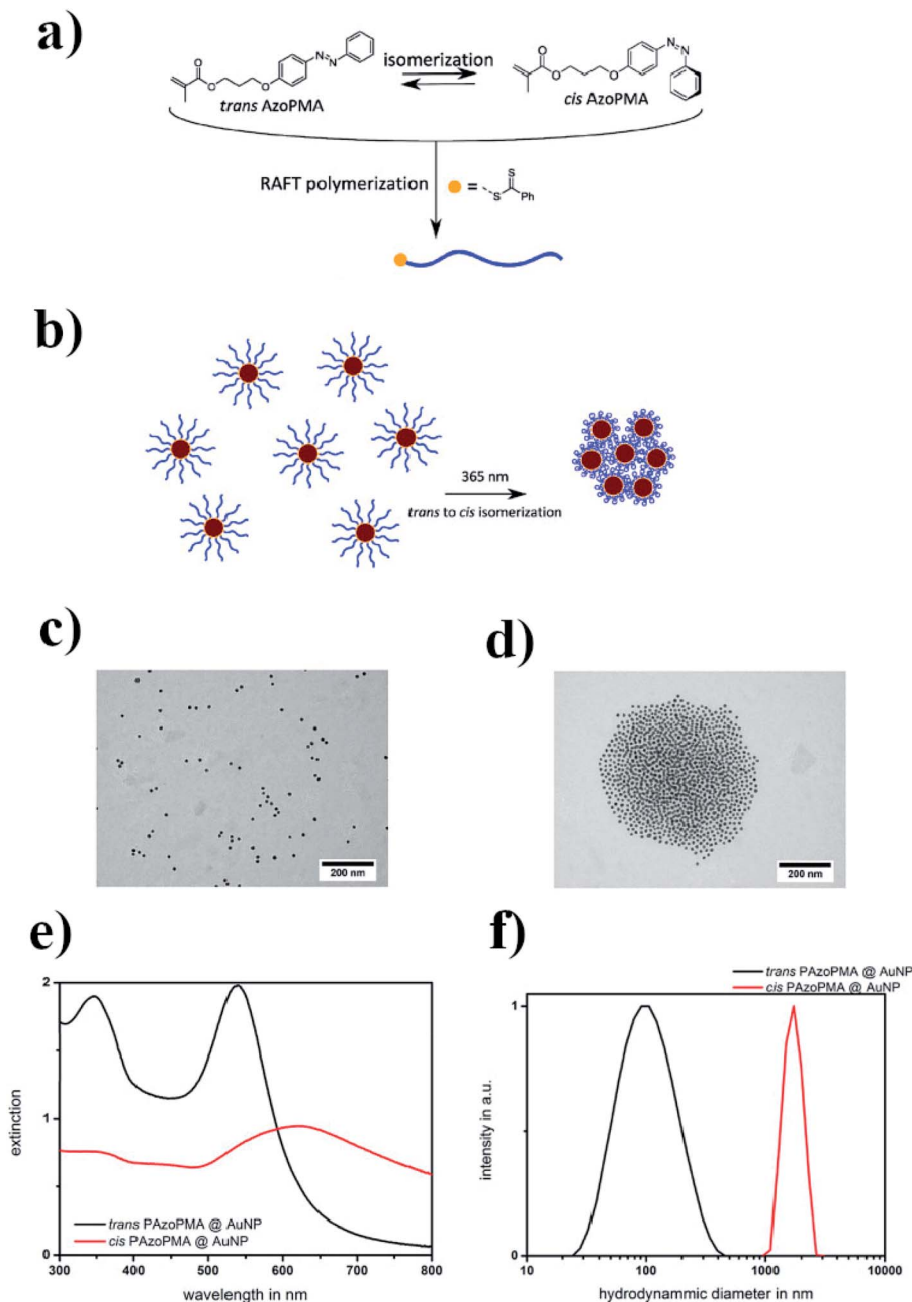 a)
isomerization
trans AzoPMA
cis AzoPMA
RAFT polymerization
=
b)
365 nm
trans to cis isomerization
c)
d)
200 nm
200 nm
e)
f)
trans PAzoPMA @ AuNP
cis PAzoPMA @ AuNP
2
1
0
extinction
trans PAzoPMA @ AuNP
cis PAzoPMA @ AuNP
300 400 500 600 700 800
wavelength in nm
1
0
intensity in a.u.
10 100 1000 10000
hydrodynammic diameter in nm
O
O
O
N
N
O
O
O
N
N
S
S
Ph